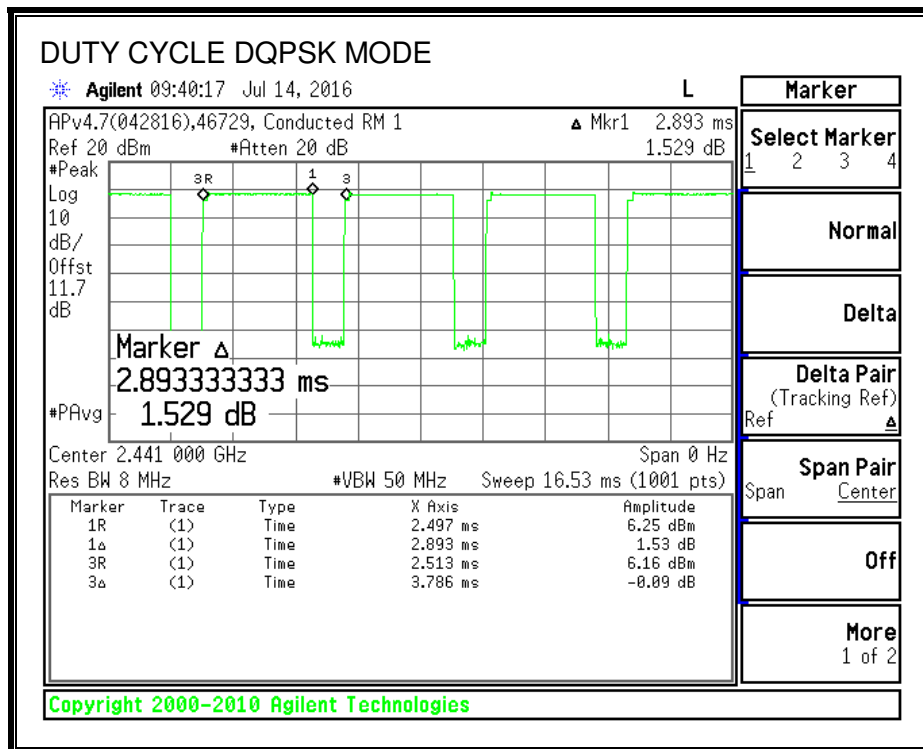 DUTY CYCLE DQPSK MODE
Agilent 09:40:17 Jul 14, 2016 L
APv4.7(042816),46729, Conducted RM 1 Δ Mkr1 2.893 ms
Ref 20 dBm #Atten 20 dB 1.529 dB
#Peak
Log
10
dB/
Offst
11.7
dB
3R 1 3
Marker Δ
2.893333333 ms
1.529 dB
#PAvg
Center 2.441 000 GHz Span 0 Hz
Res BW 8 MHz #VBW 50 MHz Sweep 16.53 ms (1001 pts)
Marker Trace Type X Axis Amplitude
1R (1) Time 2.497 ms 6.25 dBm
1Δ (1) Time 2.893 ms 1.53 dB
3R (1) Time 2.513 ms 6.16 dBm
3Δ (1) Time 3.786 ms -0.09 dB
Marker
Select Marker
1 2 3 4
Normal
Delta
Delta Pair
(Tracking Ref)
Ref Δ
Span Pair
Span Center
Off
More
1 of 2
Copyright 2000-2010 Agilent Technologies